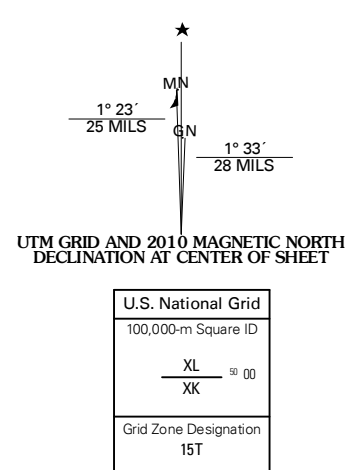 MN
1° 23´
25 MILS
GN
1° 33´
28 MILS
UTM GRID AND 2010 MAGNETIC NORTH
DECLINATION AT CENTER OF SHEET
U.S. National Grid
100,000-m Square ID
XL
50 00
XK
Grid Zone Designation
15T